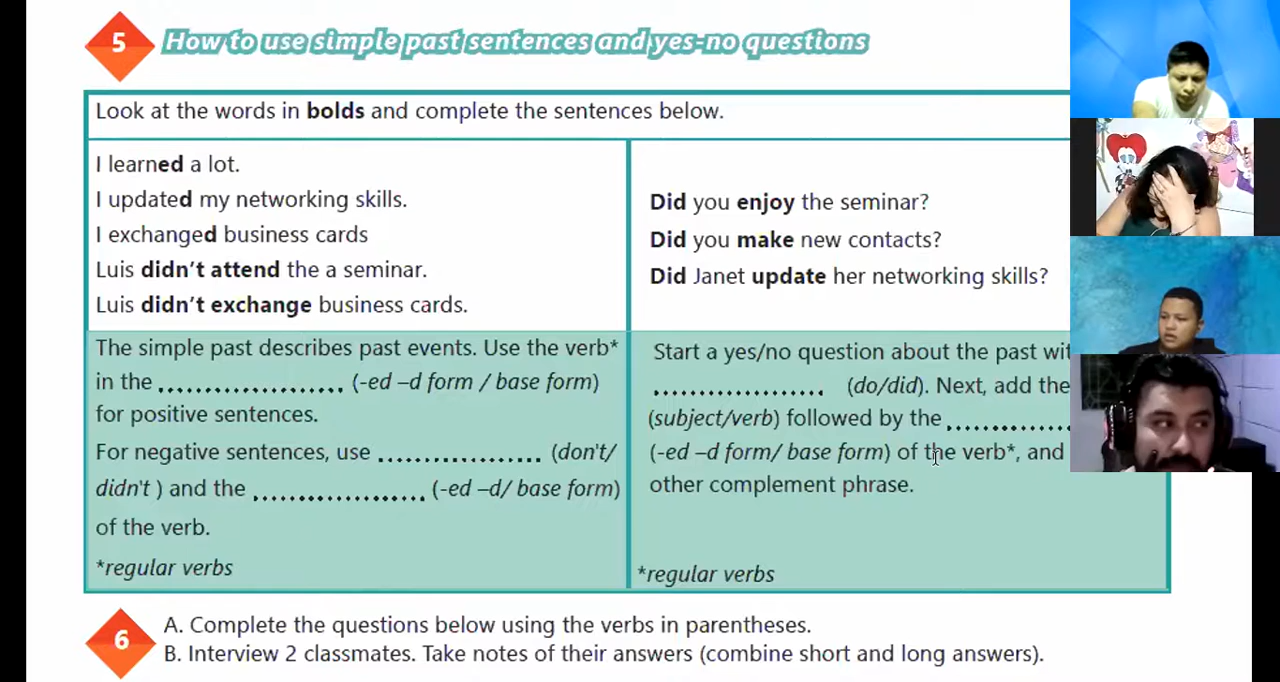 5
How to use simple past sentences and yes-no questions
Look at the words in bolds and complete the sentences below.
I learned a lot.
I updated my networking skills.
I exchanged business cards
Luis didn't attend the a seminar.
Luis didn't exchange business cards.
Did you enjoy the seminar?
Did you make new contacts?
Did Janet update her networking skills?
The simple past describes past events. Use the verb*
in the .................... (-ed –d form / base form)
for positive sentences.
For negative sentences, use .................. (don't/
didn't ) and the ................... (-ed –d/ base form)
of the verb.
*regular verbs
Start a yes/no question about the past
................... (do/did). Next, add the
(subject/verb) followed by the ..............
(-ed –d form/ base form) of the verb*, and
other complement phrase.
*regular verbs
6
A. Complete the questions below using the verbs in parentheses.
B. Interview 2 classmates. Take notes of their answers (combine short and long answers).